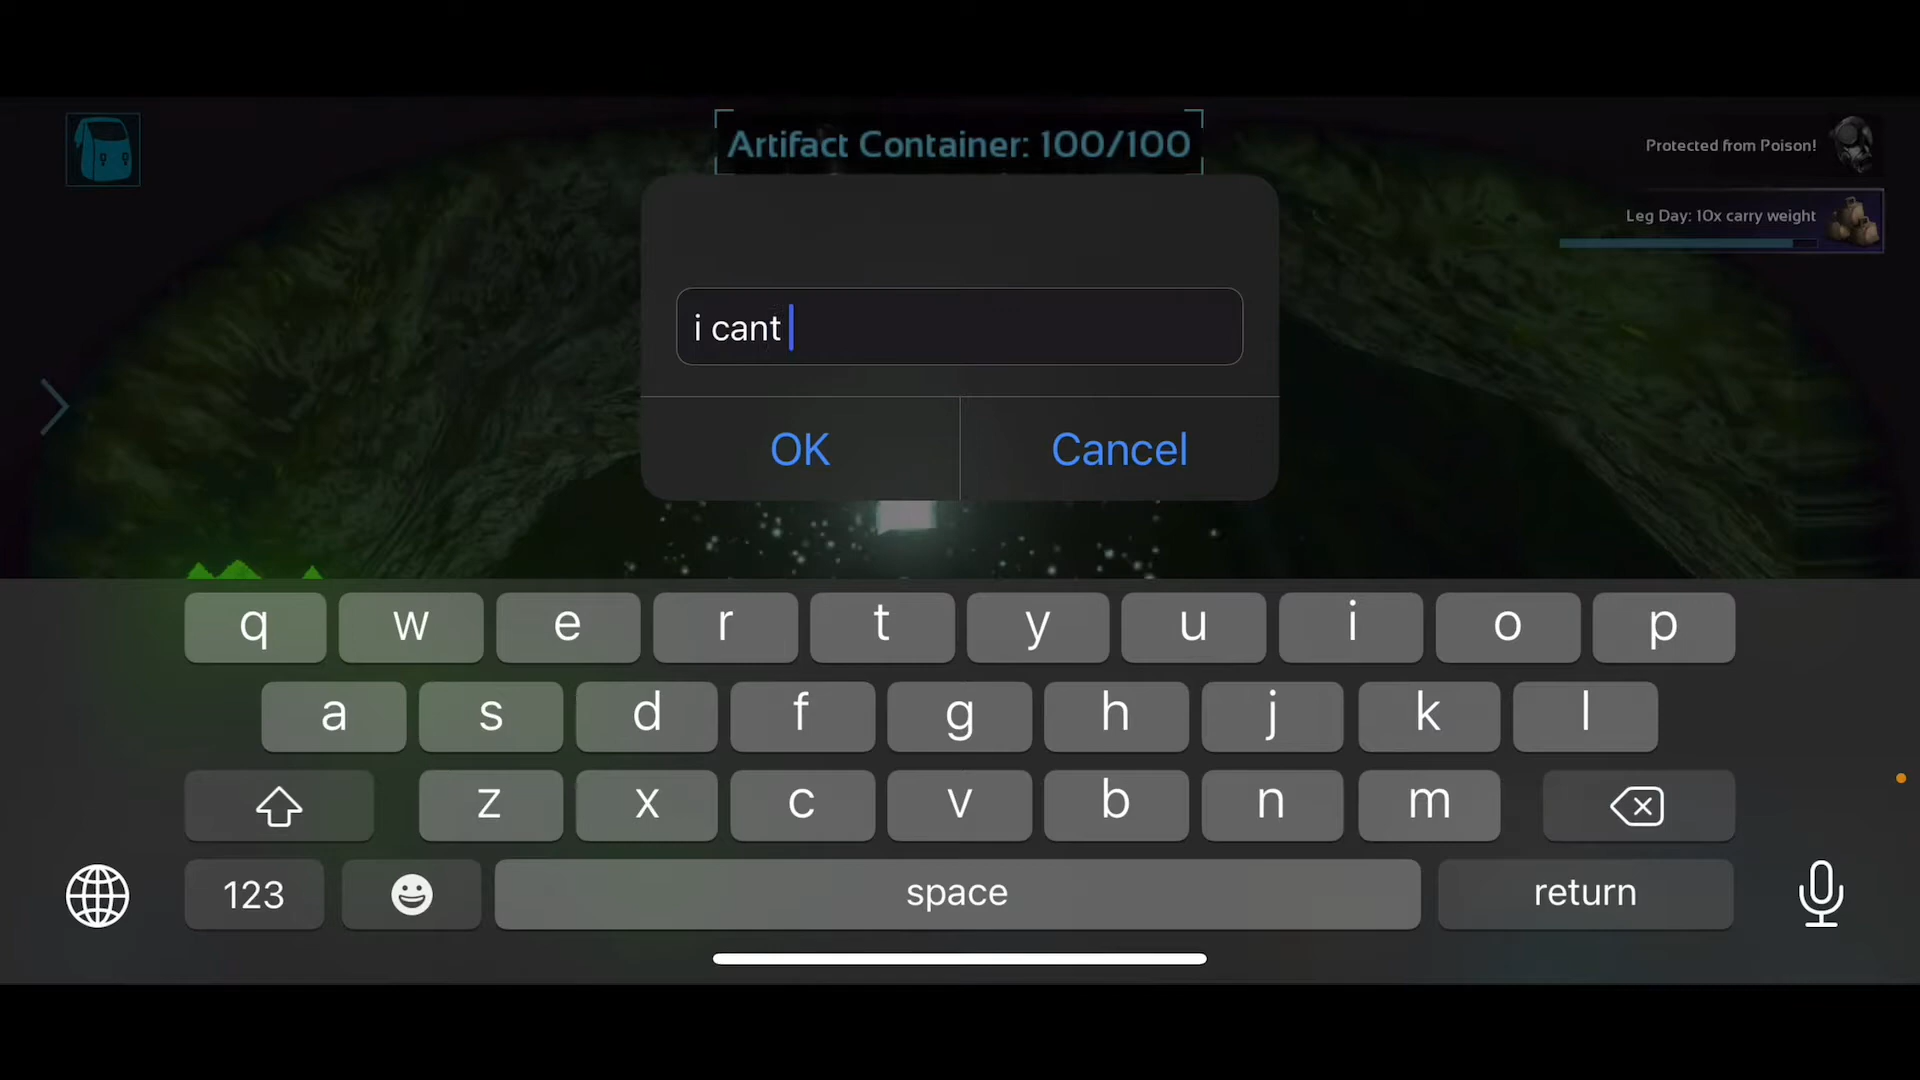 Artifact Container: 100/100
Protected from Poison!
Leg Day: 10x carry weight
i cant
OK Cancel
q w e r t y u i o p
a s d f g h j k l
z x c v b n m
123 space return